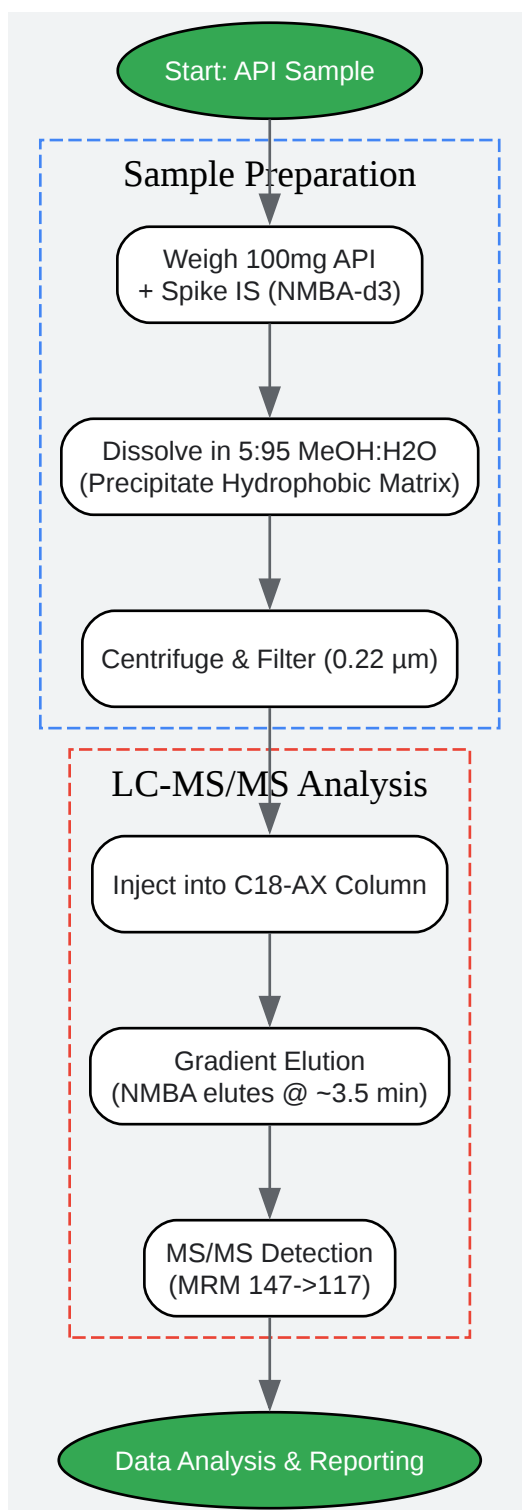 Start: API Sample
Sample Preparation
Weigh 100mg API
+ Spike IS (NMBA-d3)
Dissolve in 5:95 MeOH:H2O
(Precipitate Hydrophobic Matrix)
Centrifuge & Filter (0.22 µm)
LC-MS/MS Analysis
Inject into C18-AX Column
Gradient Elution
(NMBA elutes @ ~3.5 min)
MS/MS Detection
(MRM 147->117)
Data Analysis & Reporting